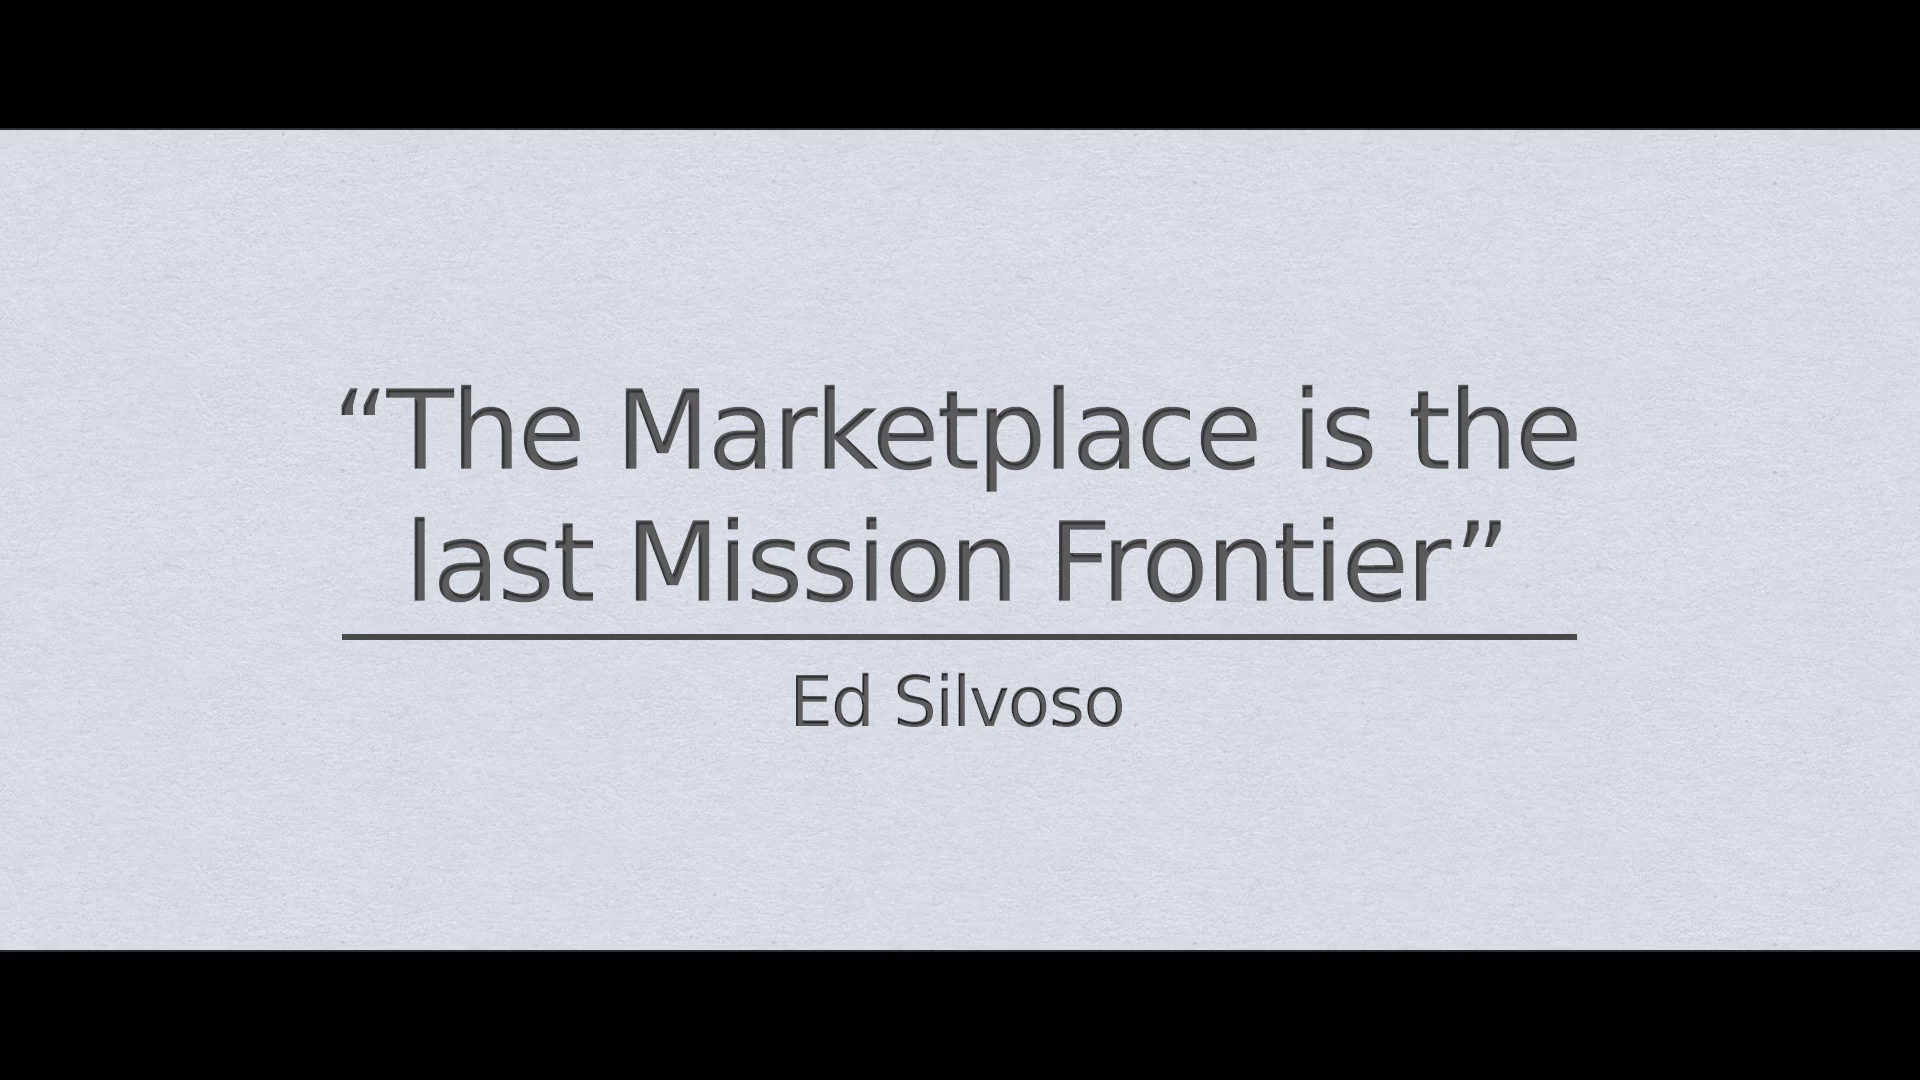 “The Marketplace is the
last Mission Frontier”
Ed Silvoso